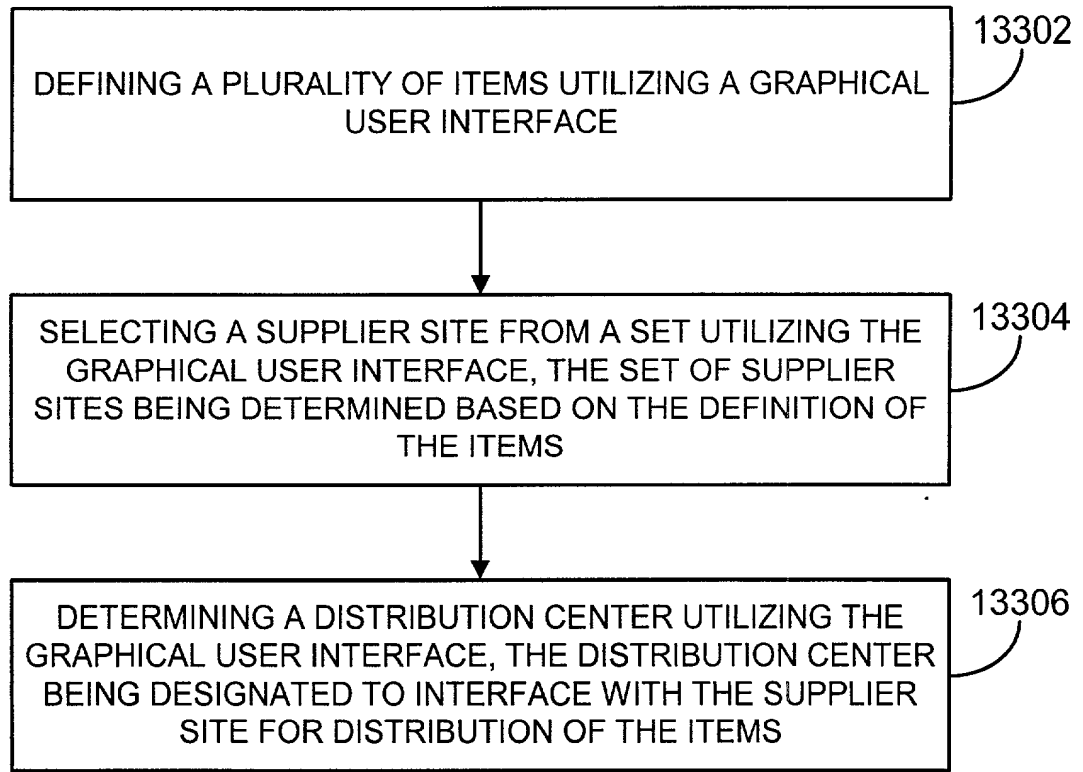 13302
DEFINING A PLURALITY OF ITEMS UTILIZING A GRAPHICAL
USER INTERFACE
13304
SELECTING A SUPPLIER SITE FROM A SET UTILIZING THE
GRAPHICAL USER INTERFACE, THE SET OF SUPPLIER
SITES BEING DETERMINED BASED ON THE DEFINITION OF
THE ITEMS
13306
DETERMINING A DISTRIBUTION CENTER UTILIZING THE
GRAPHICAL USER INTERFACE, THE DISTRIBUTION CENTER
BEING DESIGNATED TO INTERFACE WITH THE SUPPLIER
SITE FOR DISTRIBUTION OF THE ITEMS